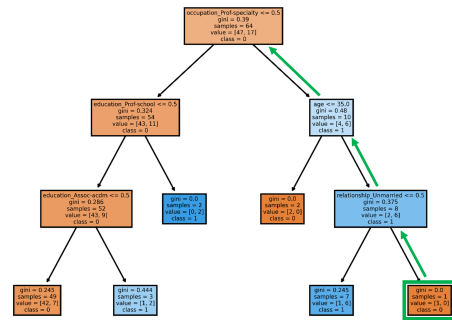 occupation_Prof-specialty <= 0.5
gini = 0.39
samples = 64
value = [47, 17]
class = 0
education_Prof-school <= 0.5
gini = 0.324
samples = 54
value = [43, 11]
class = 0
age <= 35.0
gini = 0.48
samples = 10
value = [4, 6]
class = 1
education_Assoc-acdm <= 0.5
gini = 0.286
samples = 52
value = [43, 9]
class = 0
gini = 0.0
samples = 2
value = [0, 2]
class = 1
gini = 0.0
samples = 2
value = [2, 0]
class = 0
relationship_Unmarried <= 0.5
gini = 0.375
samples = 8
value = [2, 6]
class = 1
gini = 0.245
samples = 49
value = [42, 7]
class = 0
gini = 0.444
samples = 3
value = [1, 2]
class = 1
gini = 0.245
samples = 7
value = [1, 6]
class = 1
gini = 0.0
samples = 1
value = [1, 0]
class = 0